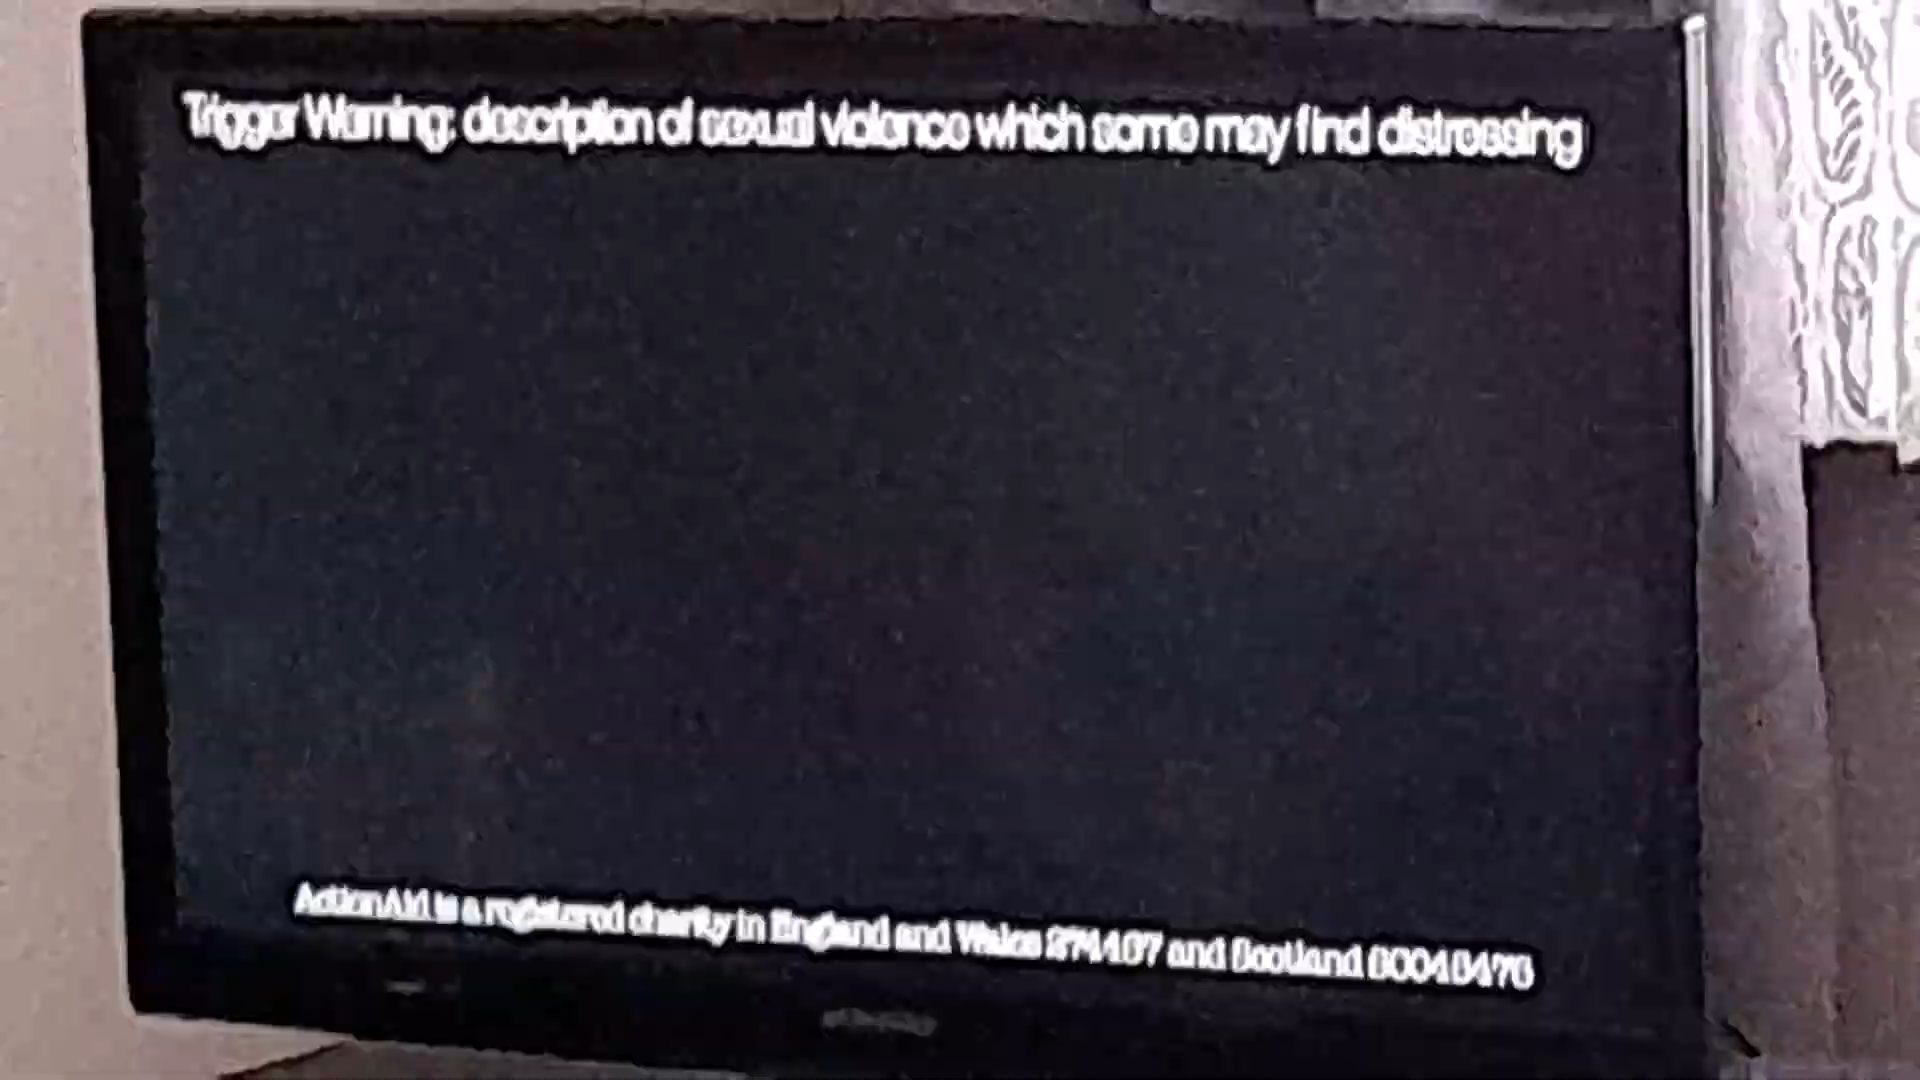 Trigger Warning: description of sexual violence which some may find distressing
ActionAid is a registered charity in England and Wales 274467 and Scotland